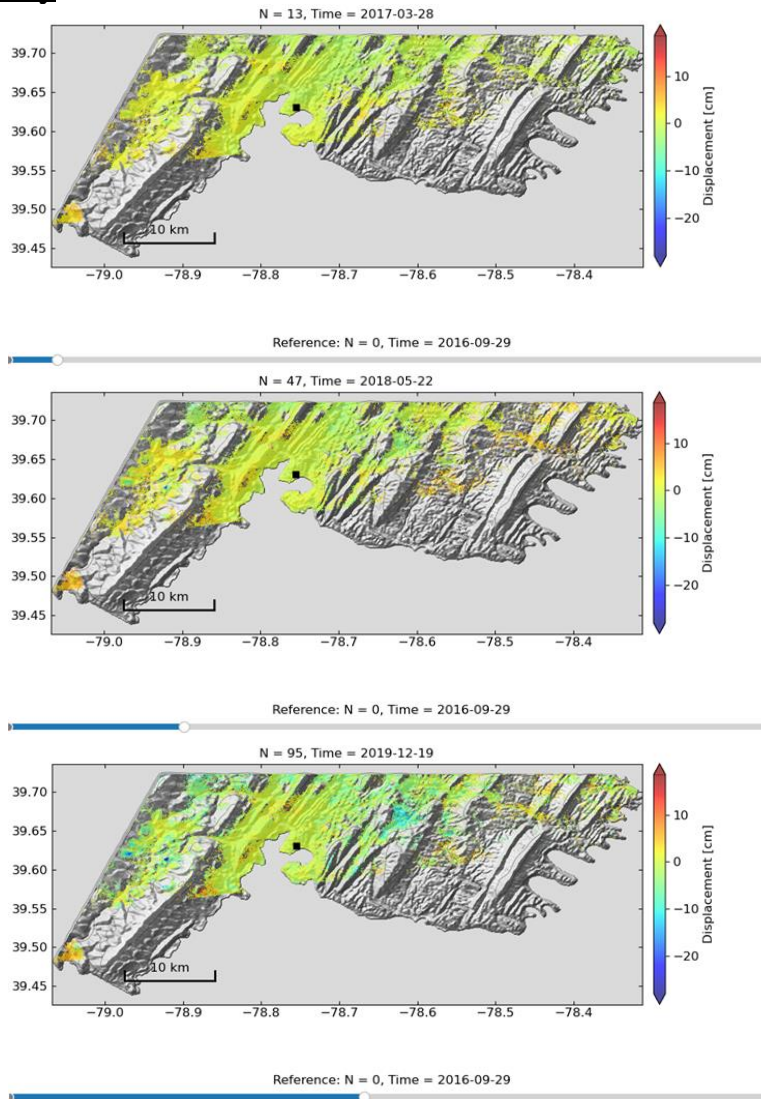 N = 13, Time = 2017-03-28
39.70
39.65
39.60
39.55
39.50
39.45
10 km
−79.0 −78.9 −78.8 −78.7 −78.6 −78.5 −78.4
10
0
−10
−20
Displacement [cm]
Reference: N = 0, Time = 2016-09-29
N = 47, Time = 2018-05-22
39.70
39.65
39.60
39.55
39.50
39.45
10 km
−79.0 −78.9 −78.8 −78.7 −78.6 −78.5 −78.4
10
0
−10
−20
Displacement [cm]
Reference: N = 0, Time = 2016-09-29
N = 95, Time = 2019-12-19
39.70
39.65
39.60
39.55
39.50
39.45
10 km
−79.0 −78.9 −78.8 −78.7 −78.6 −78.5 −78.4
10
0
−10
−20
Displacement [cm]
Reference: N = 0, Time = 2016-09-29